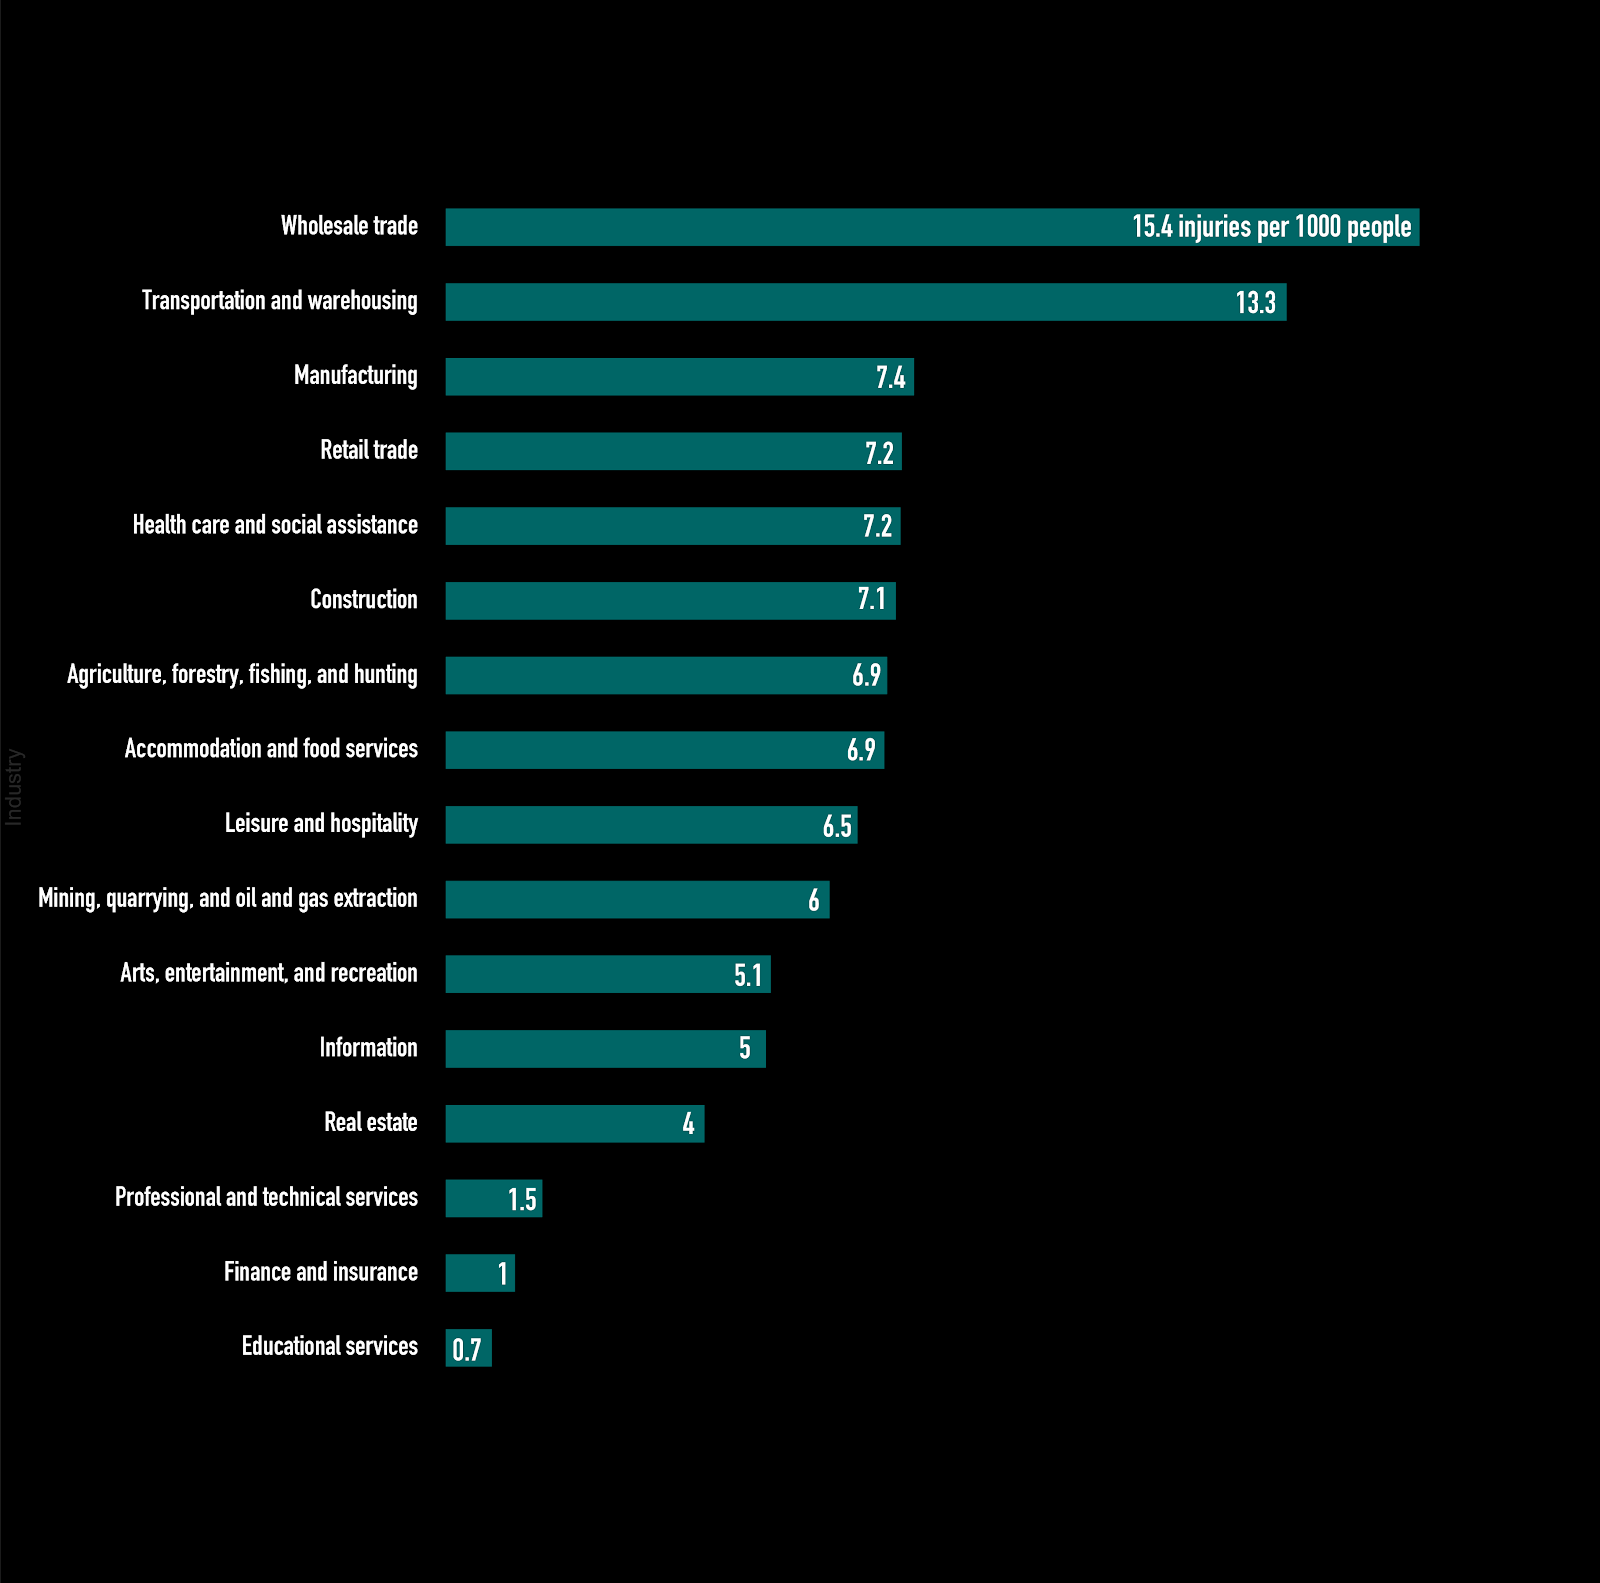 Wholesale trade 15.4 injuries per 1000 people
Transportation and warehousing 13.3
Manufacturing 7.4
Retail trade 7.2
Health care and social assistance 7.2
Construction 7.1
Agriculture, forestry, fishing, and hunting 6.9
Accommodation and food services 6.9
Leisure and hospitality 6.5
Mining, quarrying, and oil and gas extraction 6
Arts, entertainment, and recreation 5.1
Information 5
Real estate 4
Professional and technical services 1.5
Finance and insurance 1
Educational services 0.7
Industry